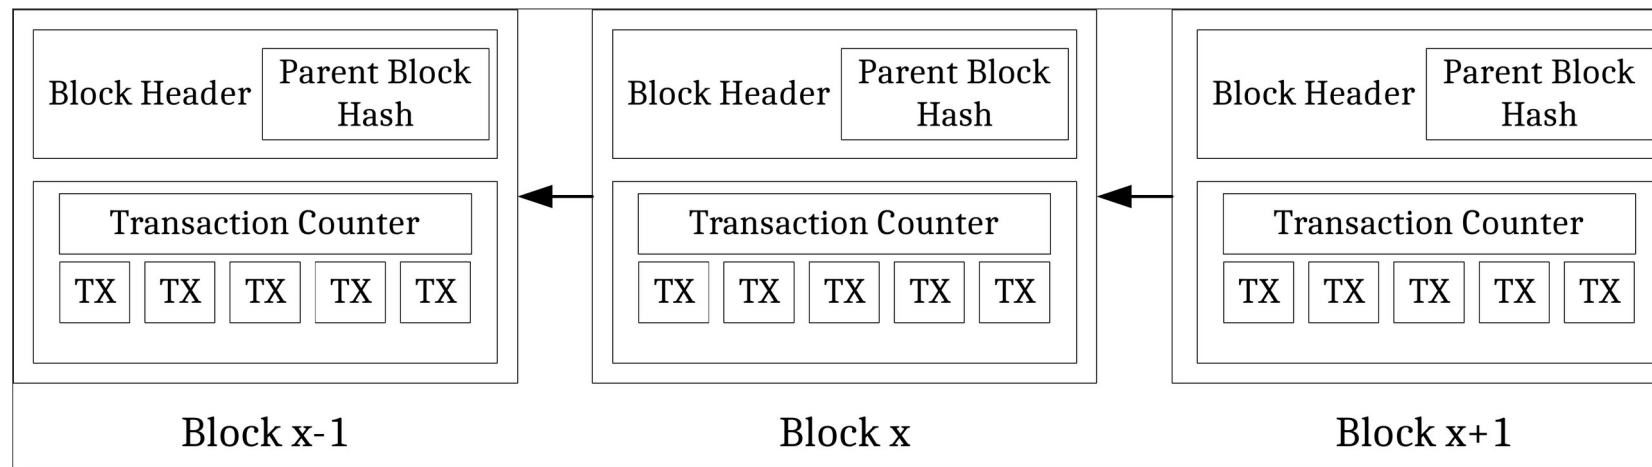 Block Header
Parent Block
Hash
Transaction Counter
TX TX TX TX TX
Block x-1
Block Header
Parent Block
Hash
Transaction Counter
TX TX TX TX TX
Block x
Block Header
Parent Block
Hash
Transaction Counter
TX TX TX TX TX
Block x+1